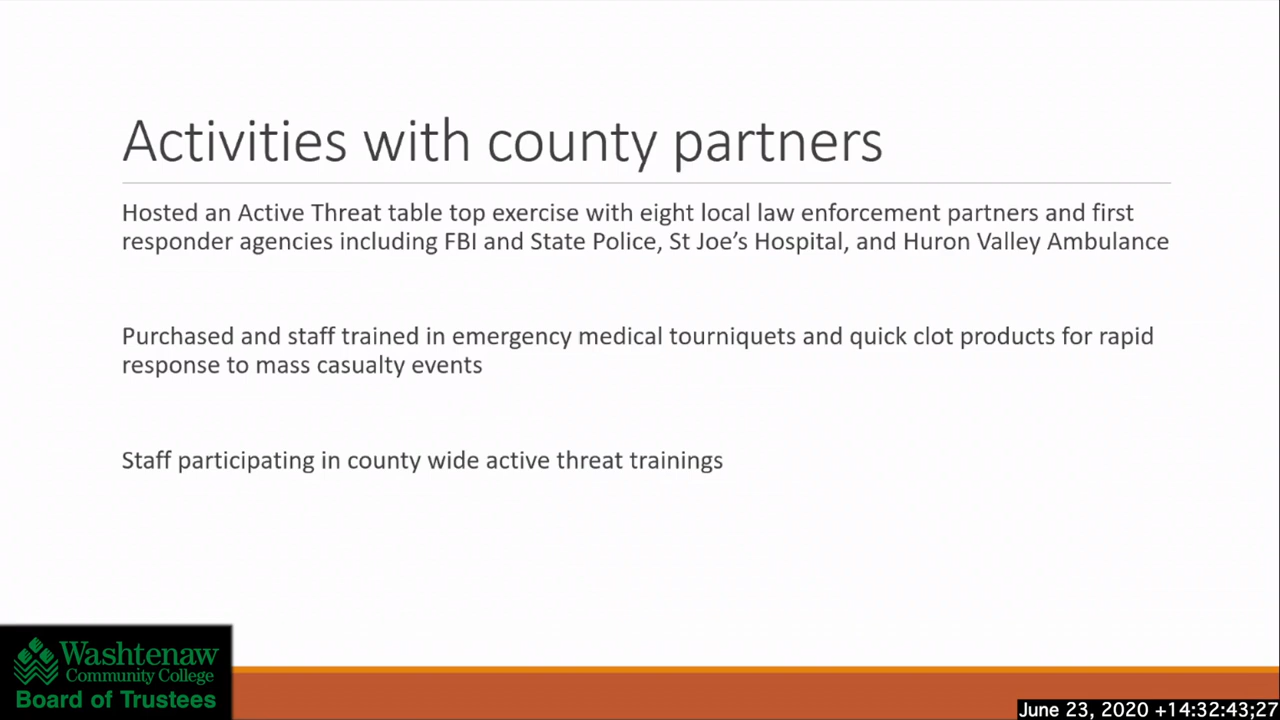 Activities with county partners
Hosted an Active Threat table top exercise with eight local law enforcement partners and first
responder agencies including FBI and State Police, St Joe’s Hospital, and Huron Valley Ambulance
Purchased and staff trained in emergency medical tourniquets and quick clot products for rapid
response to mass casualty events
Staff participating in county wide active threat trainings
Washtenaw
Community College
Board of Trustees
June 23, 2020 +14:32:43;27